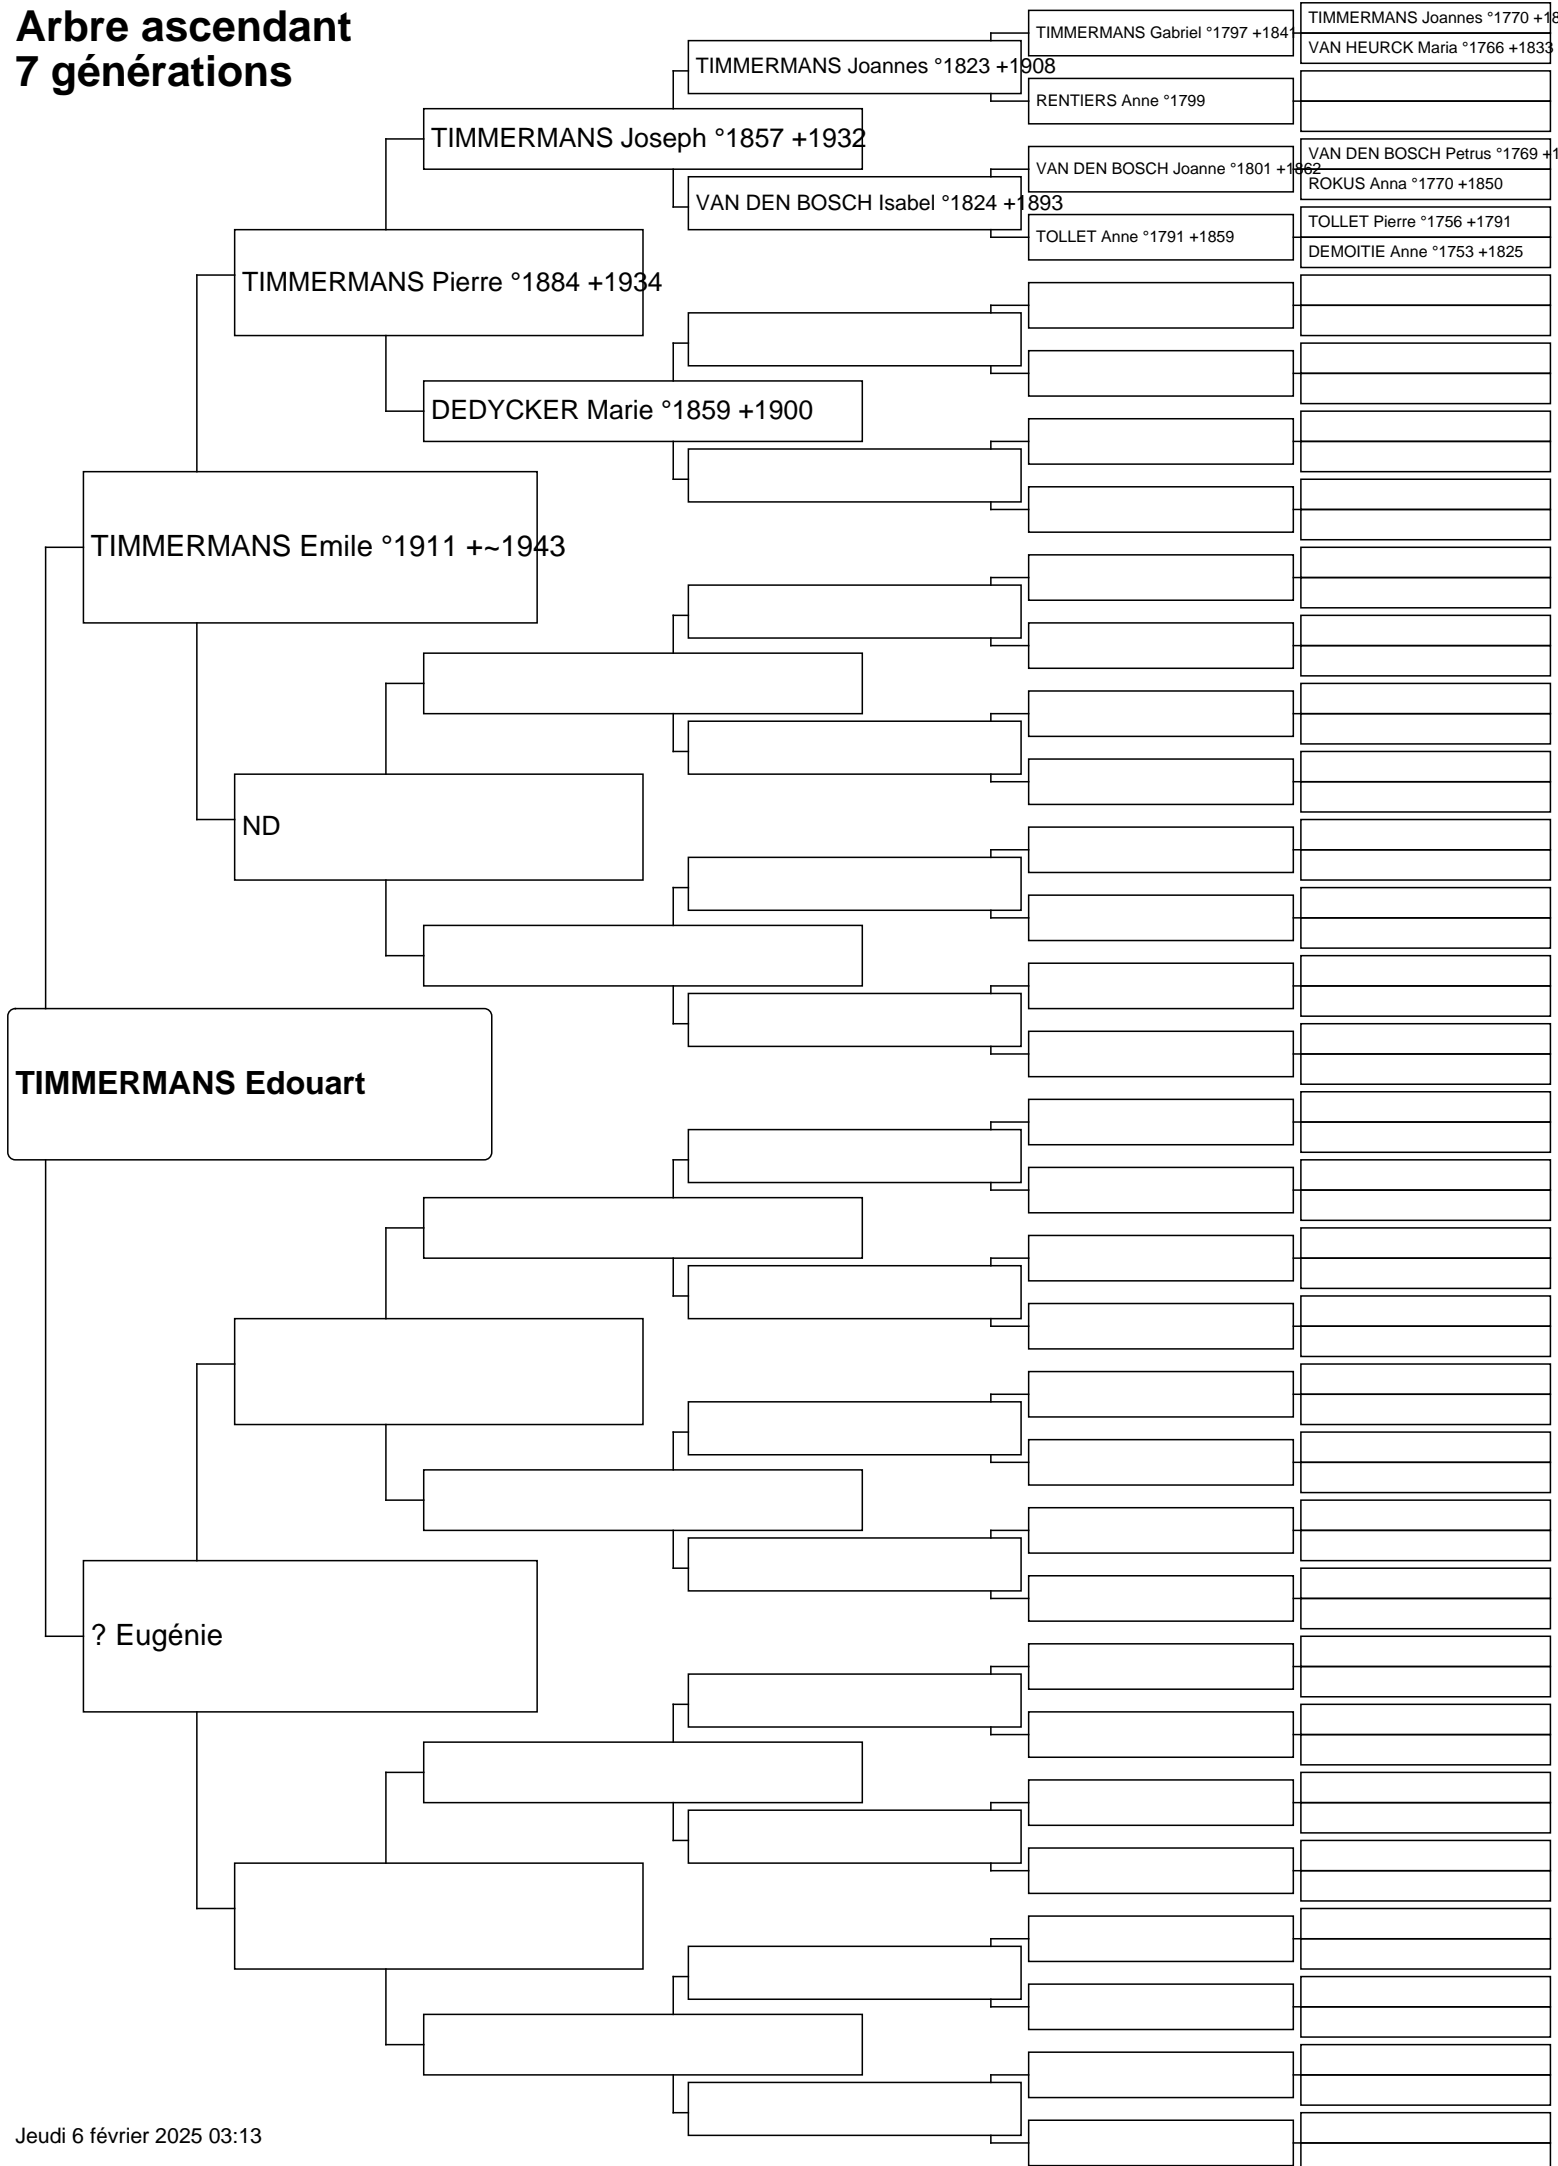 Arbre ascendant
7 générations
TIMMERMANS Edouart
TIMMERMANS Emile °1911 +~1943
? Eugénie
TIMMERMANS Pierre °1884 +1934
ND
TIMMERMANS Joseph °1857 +1932
DEDYCKER Marie °1859 +1900
TIMMERMANS Joannes °1823 +1908
VAN DEN BOSCH Isabel °1824 +1893
TIMMERMANS Gabriel °1797 +1841
RENTIERS Anne °1799
VAN DEN BOSCH Joanne °1801 +1862
TOLLET Anne °1791 +1859
TIMMERMANS Joannes °1770
VAN HEURCK Maria °1766 +1833
VAN DEN BOSCH Petrus °1769
ROKUS Anna °1770 +1850
TOLLET Pierre °1756 +1791
DEMOITIE Anne °1753 +1825
Jeudi 6 février 2025 03:13